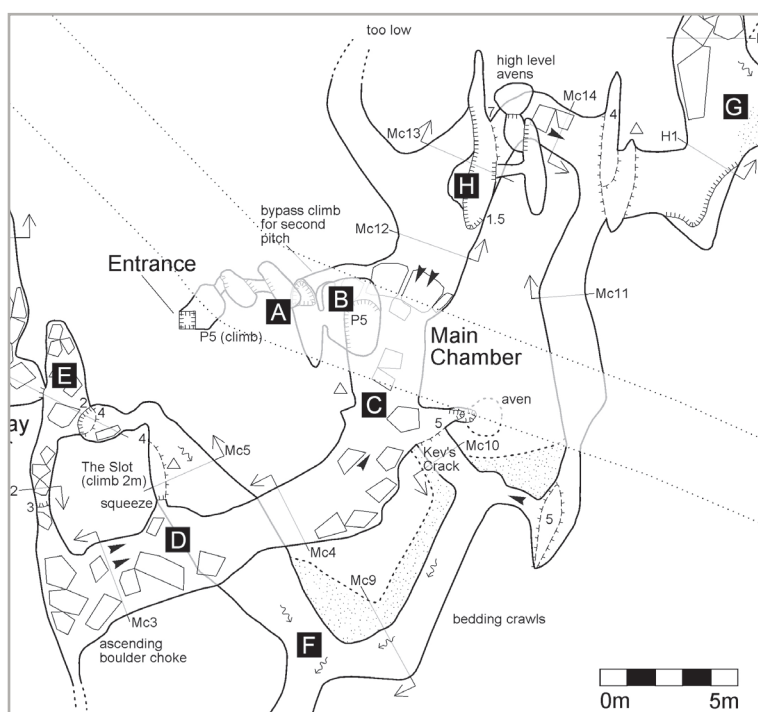 too low
high level
avens
Mc14
Mc13
4
G
H1
7
H
1.5
bypass climb
for second
pitch
Mc12
Entrance
A
B
P5
P5 (climb)
Mc11
Main
Chamber
E
C
aven
2
4
ay
5
Mc10
4
Mc5
Kev's
Crack
The Slot
(climb 2m)
squeeze
2
3
5
D
Mc4
Mc9
Mc3
bedding crawls
ascending
boulder choke
F
0m
5m